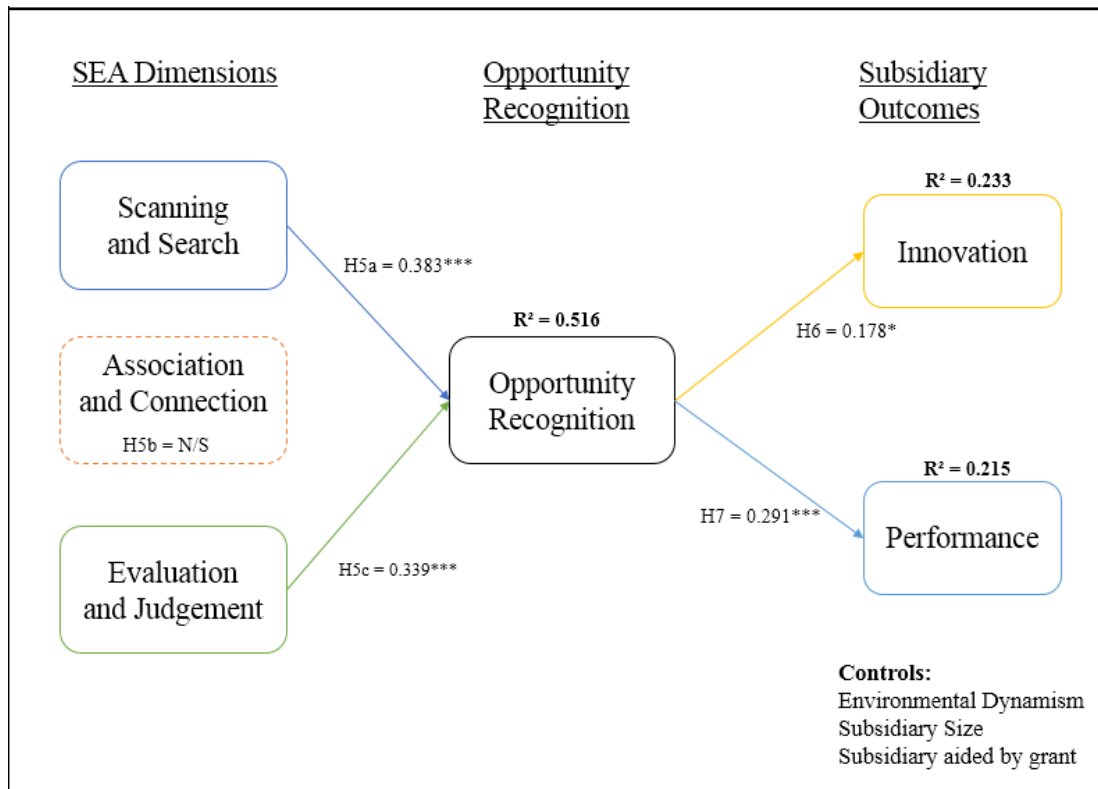 SEA Dimensions
Opportunity
Recognition
Subsidiary
Outcomes
Scanning
and Search
H5a = 0.383***
Association
and Connection
H5b = N/S
Evaluation
and Judgement
H5c = 0.339***
R² = 0.516
Opportunity
Recognition
R² = 0.233
Innovation
H6 = 0.178*
R² = 0.215
Performance
H7 = 0.291***
Controls:
Environmental Dynamism
Subsidiary Size
Subsidiary aided by grant